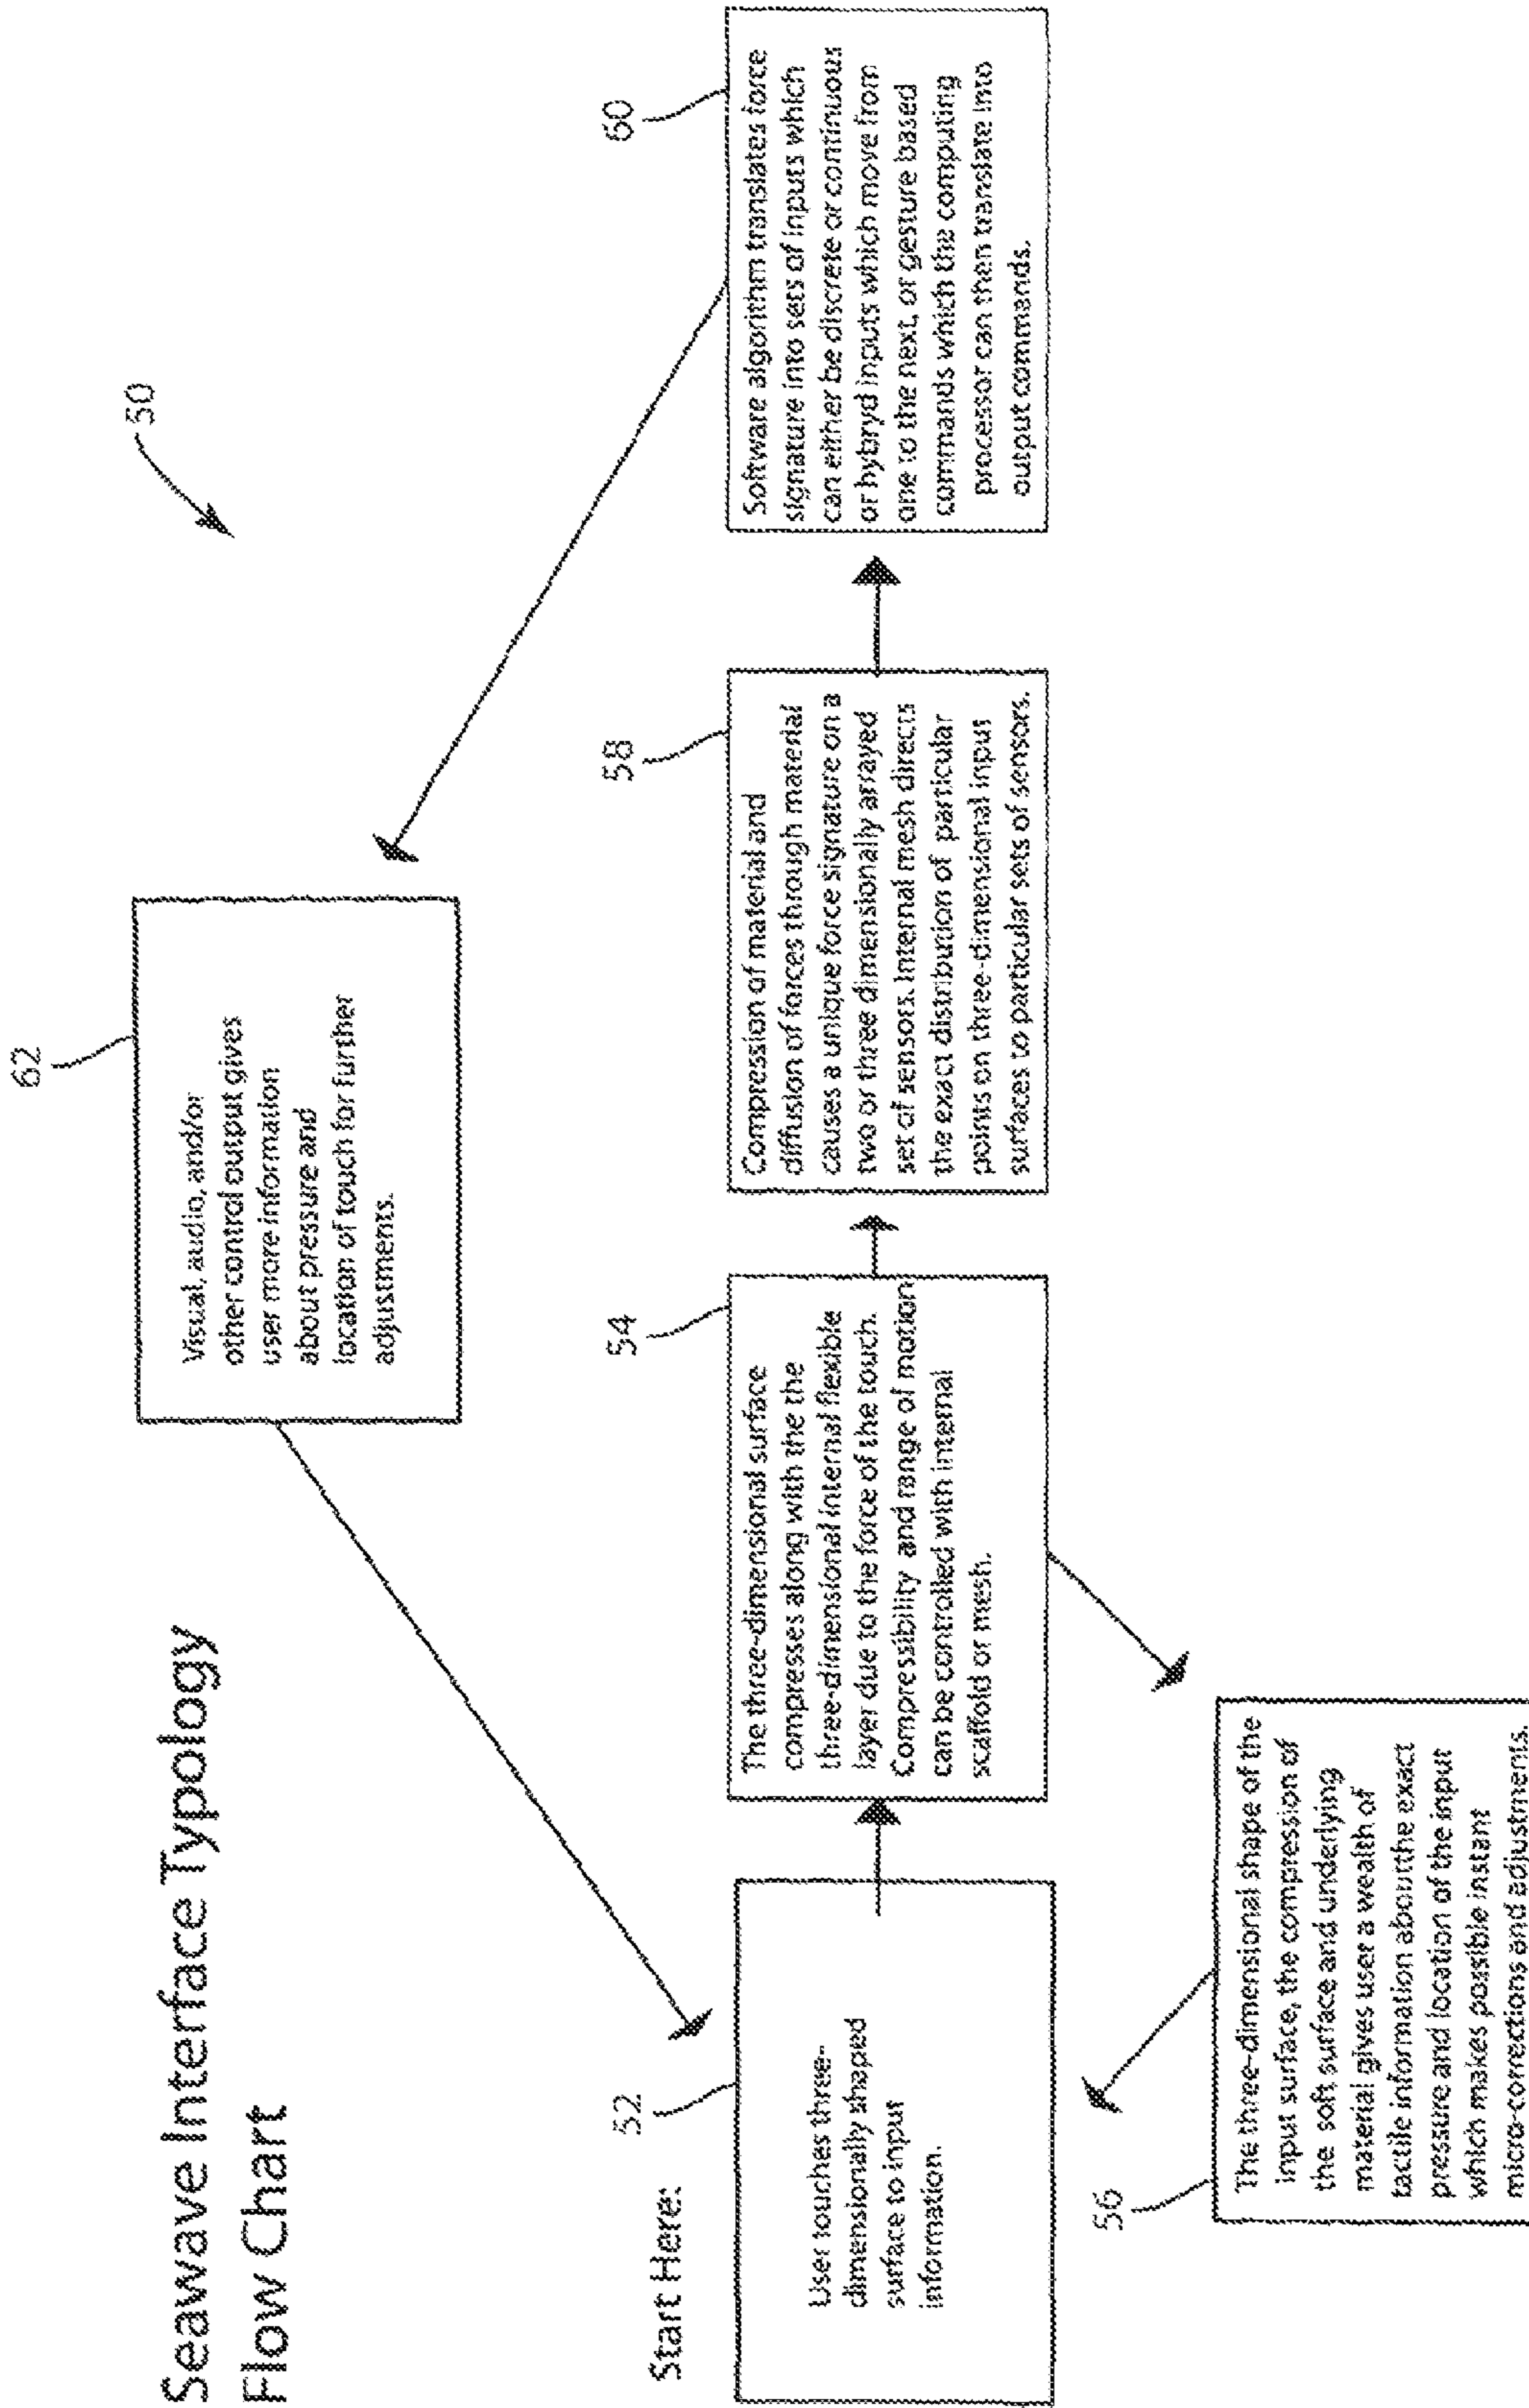 Seawave Interface Typology
Flow Chart
50
62
Visual, audio, and/or
other control output gives
user more information
about pressure and
location of touch for further
adjustments.
Start Here:
52
User touches three-
dimensionally shaped
surface to input
information.
54
The three-dimensional surface
compresses along with the the
three-dimensional internal flexible
layer due to the force of the touch.
Compressibility and range of motion
can be controlled with internal
scaffold or mesh.
58
Compression of material and
diffusion of forces through material
causes a unique force signature on a
two or three dimensionally arrayed
set of sensors. Internal mesh directs
the exact distribution of particular
points on three-dimensional input
surfaces to particular sets of sensors.
60
Software algorithm translates force
signature into sets of inputs which
can either be discrete or continuous
or hybryd inputs which move from
one to the next, or gesture based
commands which the computing
processor can then translate into
output commands.
56
The three-dimensional shape of the
input surface, the compression of
the soft surface and underlying
material gives user a wealth of
tactile information about the exact
pressure and location of the input
which makes possible instant
micro-corrections and adjustments.